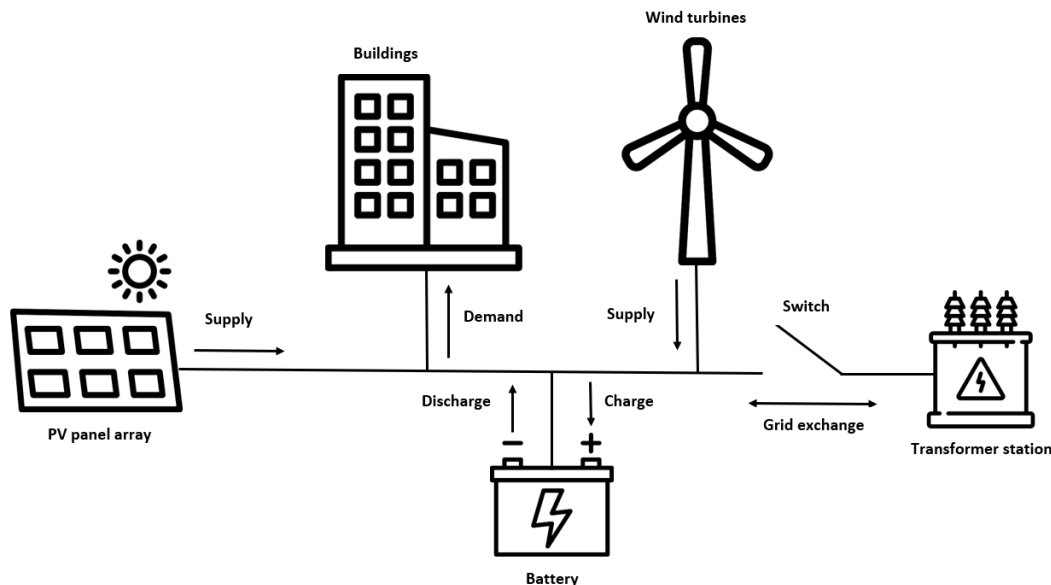 Wind turbines
Buildings
Supply
Demand
Supply
Switch
Discharge
Charge
Grid exchange
PV panel array
Transformer station
Battery